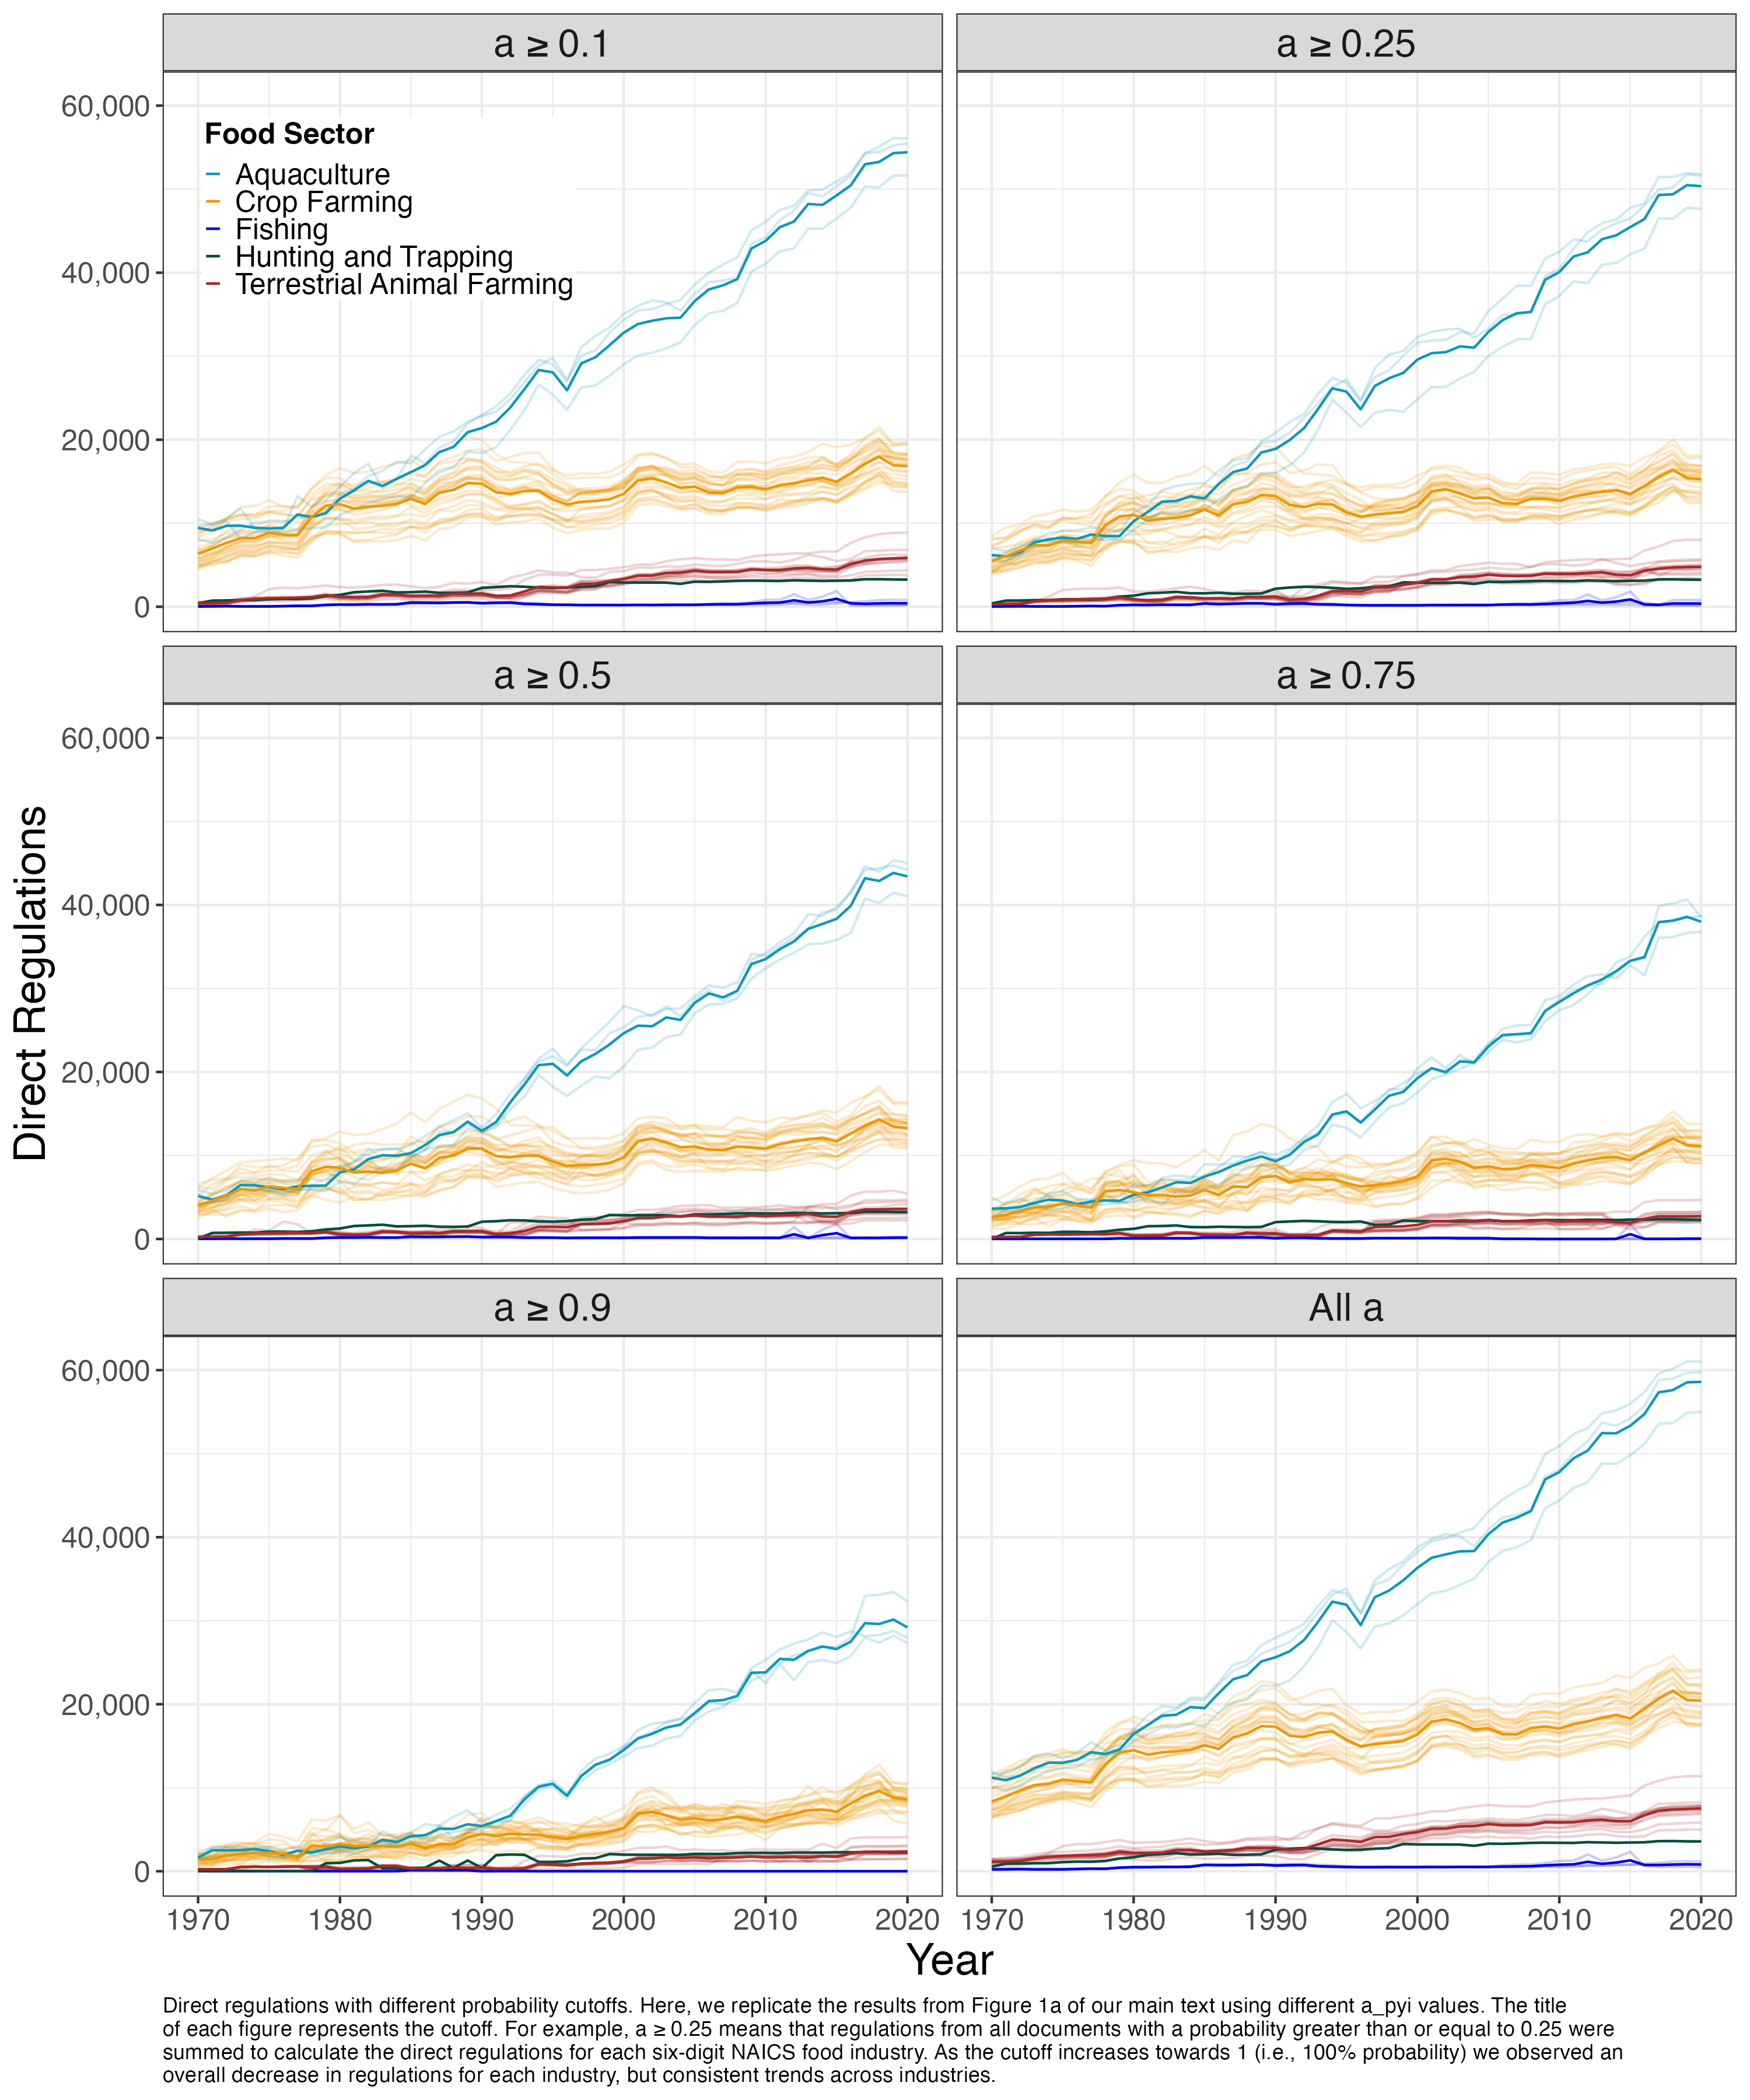 a ≥ 0.1
a ≥ 0.25
60,000
40,000
20,000
0
Food Sector
Aquaculture
Crop Farming
Fishing
Hunting and Trapping
Terrestrial Animal Farming
a ≥ 0.5
a ≥ 0.75
60,000
40,000
20,000
0
Direct Regulations
a ≥ 0.9
All a
60,000
40,000
20,000
0
1970 1980 1990 2000 2010 2020 1970 1980 1990 2000 2010 2020
Year
Direct regulations with different probability cutoffs. Here, we replicate the results from Figure 1a of our main text using different a_pyi values. The title
of each figure represents the cutoff. For example, a ≥ 0.25 means that regulations from all documents with a probability greater than or equal to 0.25 were
summed to calculate the direct regulations for each six-digit NAICS food industry. As the cutoff increases towards 1 (i.e., 100% probability) we observed an
overall decrease in regulations for each industry, but consistent trends across industries.